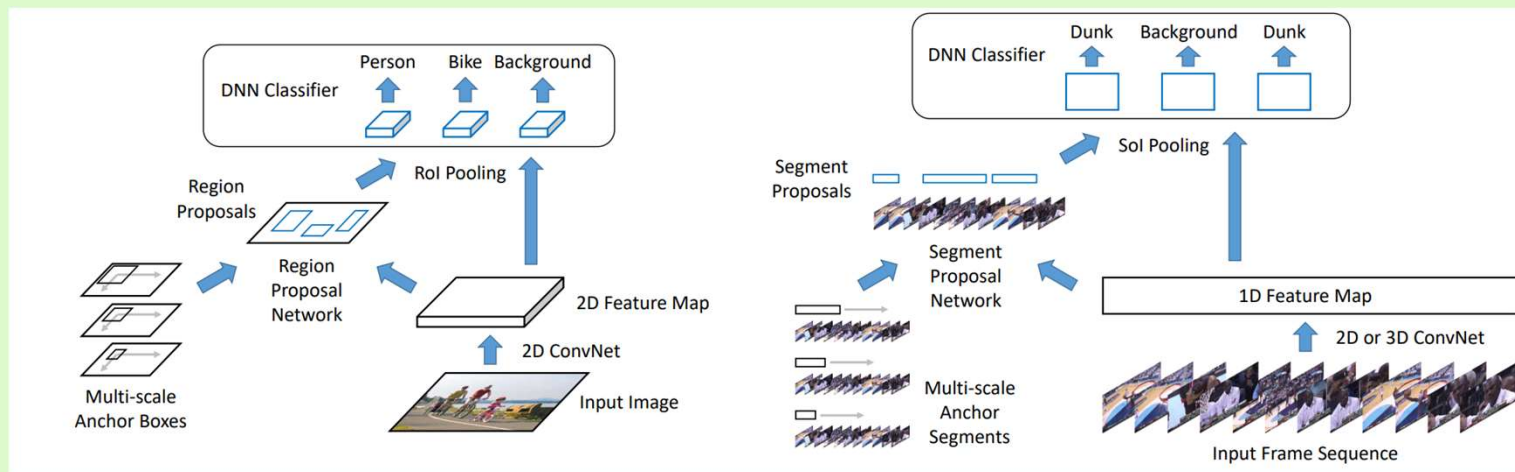 Person Bike Background
DNN Classifier
RoI Pooling
Region
Proposals
Region
Proposal
Network
2D Feature Map
2D ConvNet
Multi-scale
Anchor Boxes
Input Image
Dunk Background Dunk
DNN Classifier
SoI Pooling
Segment
Proposals
Segment
Proposal
Network
1D Feature Map
2D or 3D ConvNet
Multi-scale
Anchor
Segments
Input Frame Sequence